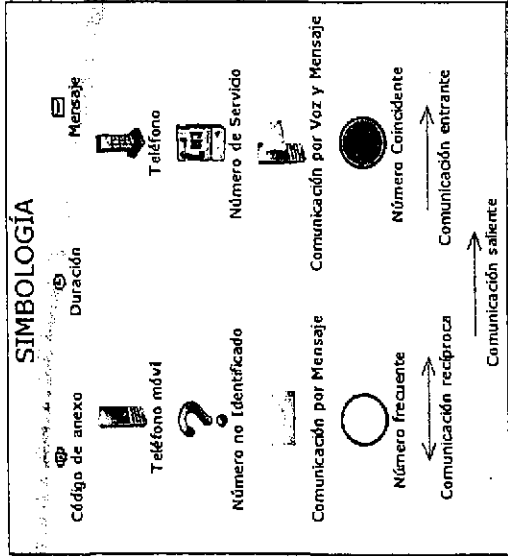 SIMBOLOGÍA
Código de anexo
Duración
Mensaje
Teléfono móvil
Teléfono
Número no Identificado
Número de Servicio
Comunicación por Mensaje
Comunicación por Voz y Mensaje
Número frecuente
Número Coincidente
Comunicación recíproca
Comunicación entrante
Comunicación saliente